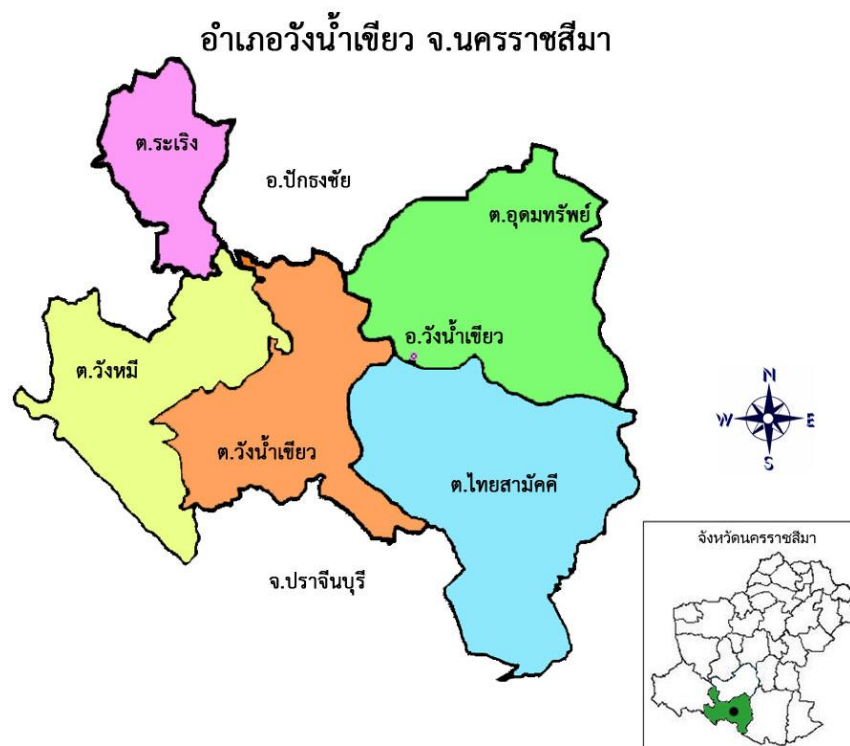 อำเภอวังน้ำเขียว จ.นครราชสีมา
ต.ระเริง
อ.ปักธงชัย
ต.อุดมทรัพย์
อ.วังน้ำเขียว
ต.วังหมี
ต.วังน้ำเขียว
ต.ไทยสามัคคี
จ.ปราจีนบุรี
N
W E
S
จังหวัดนครราชสีมา